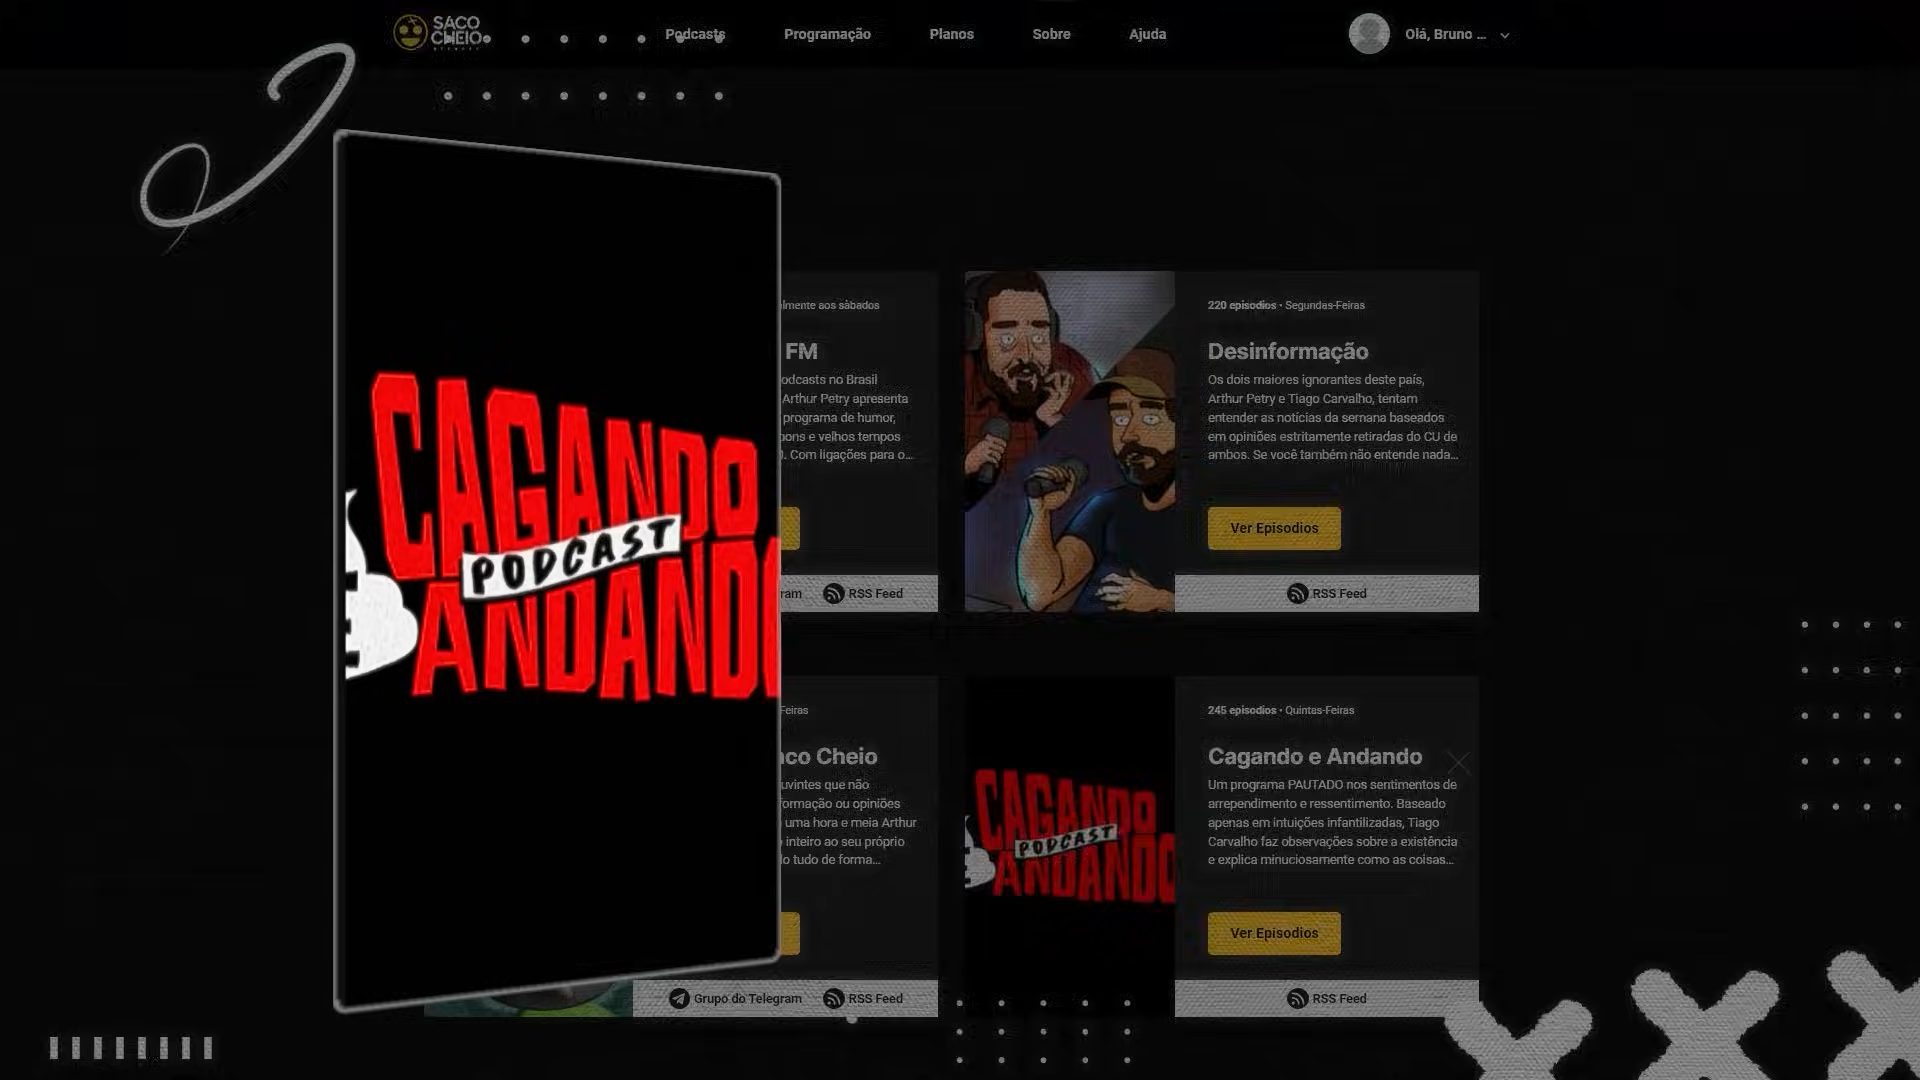 SACO
CHEIO
Podcasts
Programação
Planos
Sobre
Ajuda
Olá, Bruno ...
CAGANDO
PODCAST
ANDANDO
lmente aos sábados
FM
odcasts no Brasil
Arthur Petry apresenta
programa de humor,
bons e velhos tempos
. Com ligações para o...
ram
RSS Feed
220 episodios • Segundas-Feiras
Desinformação
Os dois maiores ignorantes deste país,
Arthur Petry e Tiago Carvalho, tentam
entender as notícias da semana baseados
em opiniões estritamente retiradas do CU de
ambos. Se você também não entende nada...
Ver Episodios
RSS Feed
Feiras
aco Cheio
uvintes que não
ormação ou opiniões
uma hora e meia Arthur
inteiro ao seu próprio
lo tudo de forma...
Grupo do Telegram
RSS Feed
CAGANDO
PODCAST
ANDANDO
245 episodios • Quintas-Feiras
Cagando e Andando
Um programa PAUTADO nos sentimentos de
arrependimento e ressentimento. Baseado
apenas em intuições infantilizadas, Tiago
Carvalho faz observações sobre a existência
e explica minuciosamente como as coisas...
Ver Episodios
RSS Feed